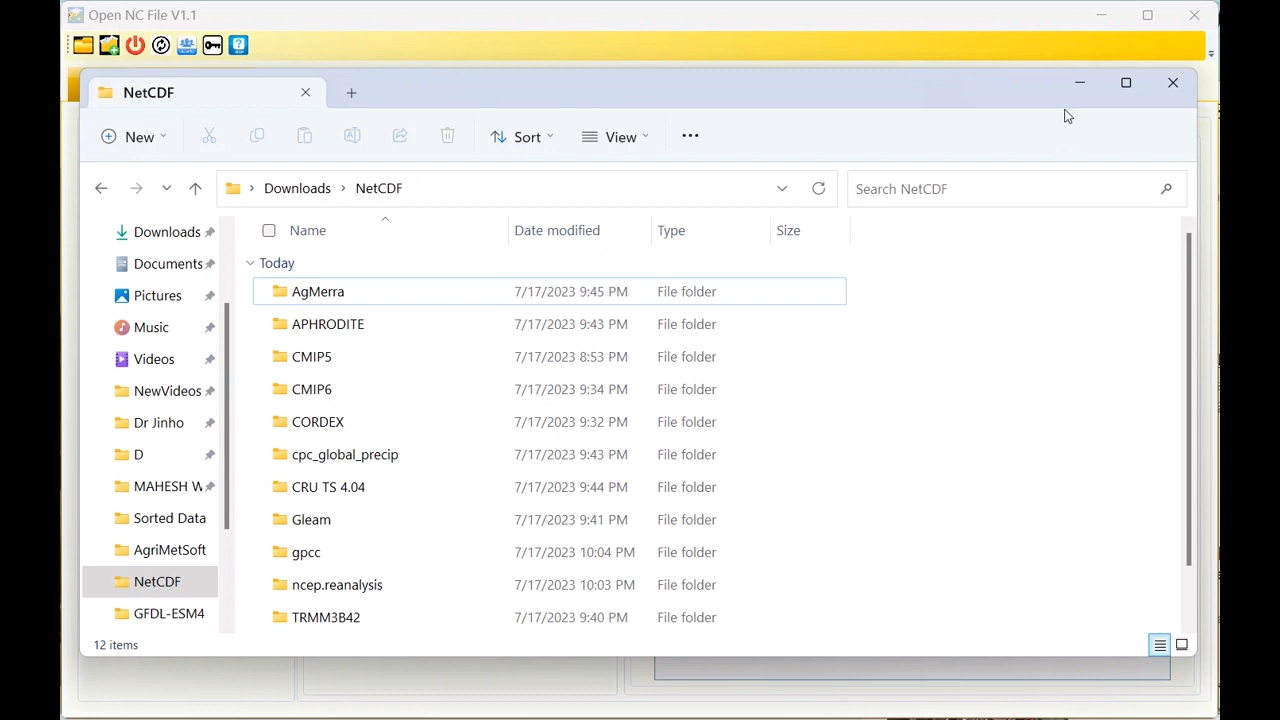 Open NC File V1.1
NetCDF
New
Sort
View
Downloads
NetCDF
Search NetCDF
Downloads
Documents
Pictures
Music
Videos
NewVideos
Dr Jinho
D
MAHESH W
Sorted Data
AgriMetSoft
NetCDF
GFDL-ESM4
Name Date modified Type Size
Today
AgMerra 7/17/2023 9:45 PM File folder
APHRODITE 7/17/2023 9:43 PM File folder
CMIP5 7/17/2023 8:53 PM File folder
CMIP6 7/17/2023 9:34 PM File folder
CORDEX 7/17/2023 9:32 PM File folder
cpc_global_precip 7/17/2023 9:43 PM File folder
CRU TS 4.04 7/17/2023 9:44 PM File folder
Gleam 7/17/2023 9:41 PM File folder
gpcc 7/17/2023 10:04 PM File folder
ncep.reanalysis 7/17/2023 10:03 PM File folder
TRMM3B42 7/17/2023 9:40 PM File folder
12 items